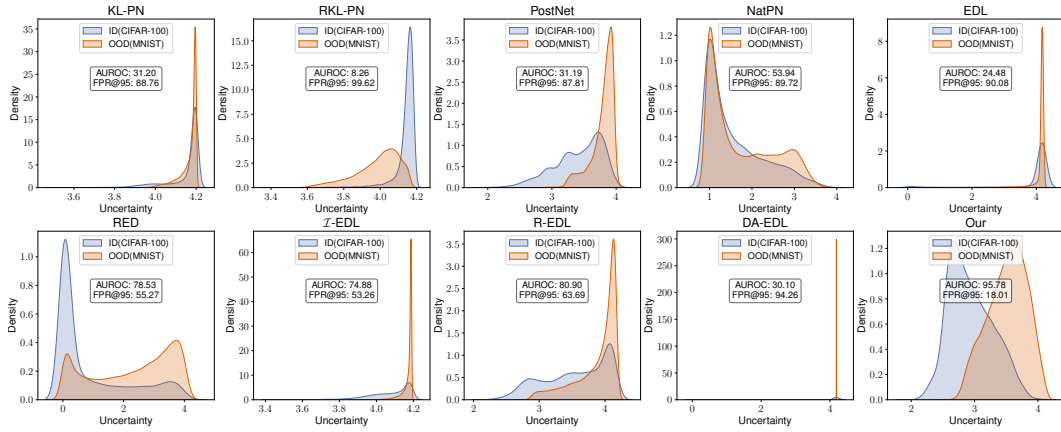 KL-PN
ID(CIFAR-100)
OOD(MNIST)
AUROC: 31.20
FPR@95: 88.76
Density
35
30
25
20
15
10
5
0
3.6 3.8 4.0 4.2
Uncertainty
RKL-PN
ID(CIFAR-100)
OOD(MNIST)
AUROC: 8.26
FPR@95: 99.62
Density
15.0
12.5
10.0
7.5
5.0
2.5
0.0
3.4 3.6 3.8 4.0 4.2
Uncertainty
PostNet
ID(CIFAR-100)
OOD(MNIST)
AUROC: 31.19
FPR@95: 87.81
Density
3.5
3.0
2.5
2.0
1.5
1.0
0.5
0.0
2 3 4
Uncertainty
NatPN
ID(CIFAR-100)
OOD(MNIST)
AUROC: 53.94
FPR@95: 89.72
Density
1.2
1.0
0.8
0.6
0.4
0.2
0.0
1 2 3 4
Uncertainty
EDL
ID(CIFAR-100)
OOD(MNIST)
AUROC: 24.48
FPR@95: 90.08
Density
8
6
4
2
0
0 2 4
Uncertainty
RED
ID(CIFAR-100)
OOD(MNIST)
AUROC: 78.53
FPR@95: 55.27
Density
1.0
0.8
0.6
0.4
0.2
0.0
0 2 4
Uncertainty
ℐ-EDL
ID(CIFAR-100)
OOD(MNIST)
AUROC: 74.88
FPR@95: 53.26
Density
60
50
40
30
20
10
0
3.4 3.6 3.8 4.0 4.2
Uncertainty
R-EDL
ID(CIFAR-100)
OOD(MNIST)
AUROC: 80.90
FPR@95: 63.69
Density
3.5
3.0
2.5
2.0
1.5
1.0
0.5
0.0
2 3 4
Uncertainty
DA-EDL
ID(CIFAR-100)
OOD(MNIST)
AUROC: 30.10
FPR@95: 94.26
Density
300
250
200
150
100
50
0
0 2 4
Uncertainty
Our
ID(CIFAR-100)
OOD(MNIST)
AUROC: 95.78
FPR@95: 18.01
Density
1.2
1.0
0.8
0.6
0.4
0.2
0.0
2 3 4
Uncertainty